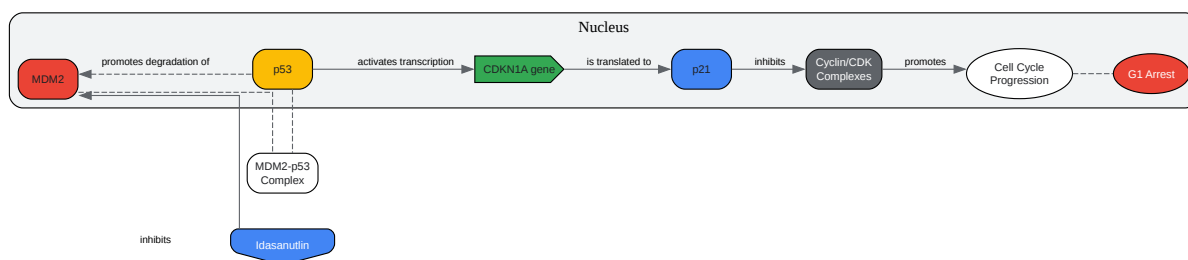 Nucleus
promotes degradation of
activates transcription
is translated to
inhibits
promotes
MDM2
p53
CDKN1A gene
p21
Cyclin/CDK
Complexes
Cell Cycle
Progression
G1 Arrest
MDM2-p53
Complex
inhibits
Idasanutlin